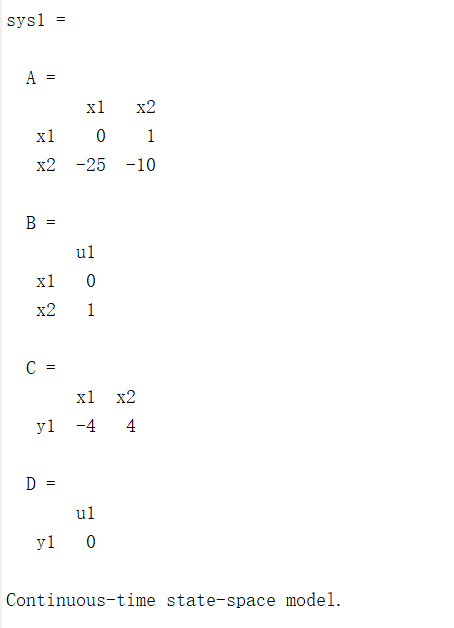 sys1 =
A =
x1 x2
x1 0 1
x2 -25 -10
B =
u1
x1 0
x2 1
C =
x1 x2
y1 -4 4
D =
u1
y1 0
Continuous-time state-space model.